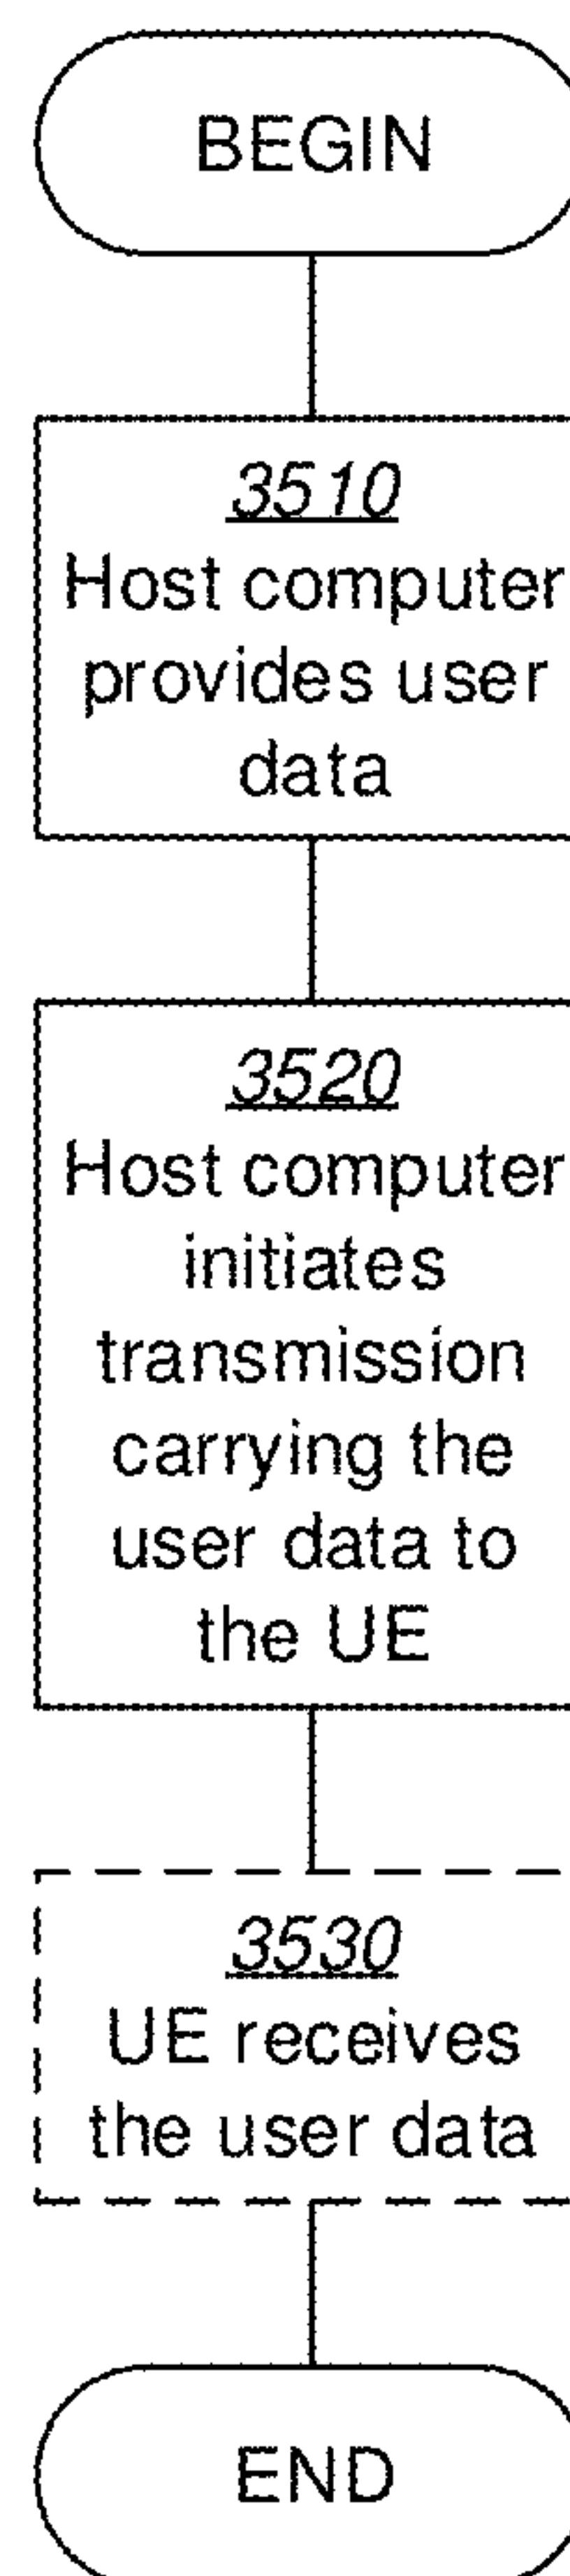 BEGIN
3510
Host computer
provides user
data
3520
Host computer
initiates
transmission
carrying the
user data to
the UE
3530
UE receives
the user data
END